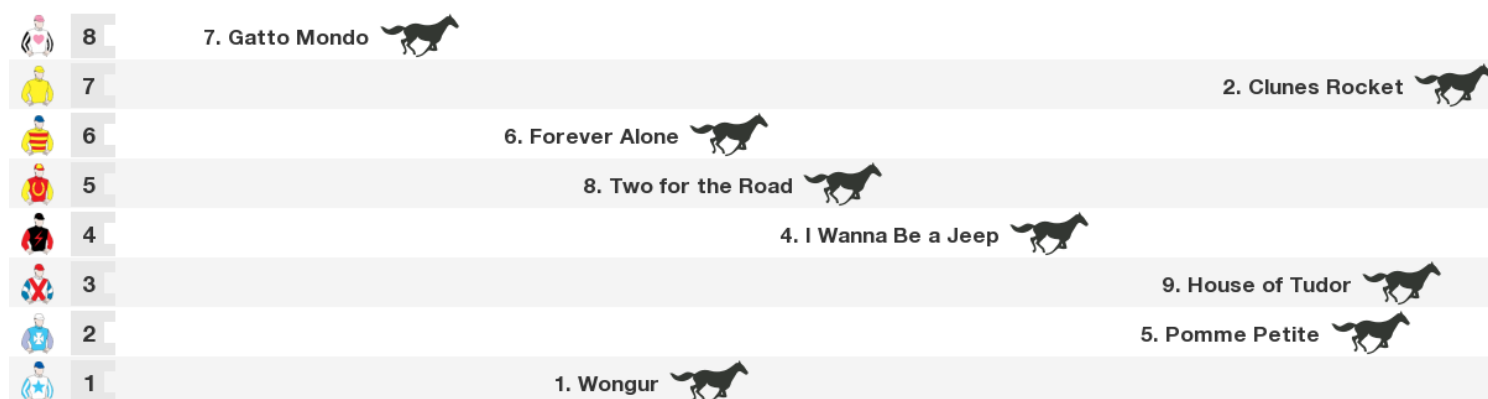 8 7. Gatto Mondo
7 2. Clunes Rocket
6 6. Forever Alone
5 8. Two for the Road
4 4. I Wanna Be a Jeep
3 9. House of Tudor
2 5. Pomme Petite
1 1. Wongur